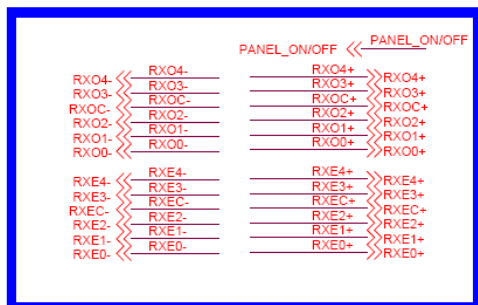 PANEL_ON/OFF PANEL_ON/OFF
RXO4- RXO4- RXO4+ RXO4+
RXO3- RXO3- RXO3+ RXO3+
RXOC- RXOC- RXOC+ RXOC+
RXO2- RXO2- RXO2+ RXO2+
RXO1- RXO1- RXO1+ RXO1+
RXO0- RXO0- RXO0+ RXO0+
RXE4- RXE4- RXE4+ RXE4+
RXE3- RXE3- RXE3+ RXE3+
RXEC- RXEC- RXEC+ RXEC+
RXE2- RXE2- RXE2+ RXE2+
RXE1- RXE1- RXE1+ RXE1+
RXE0- RXE0- RXE0+ RXE0+